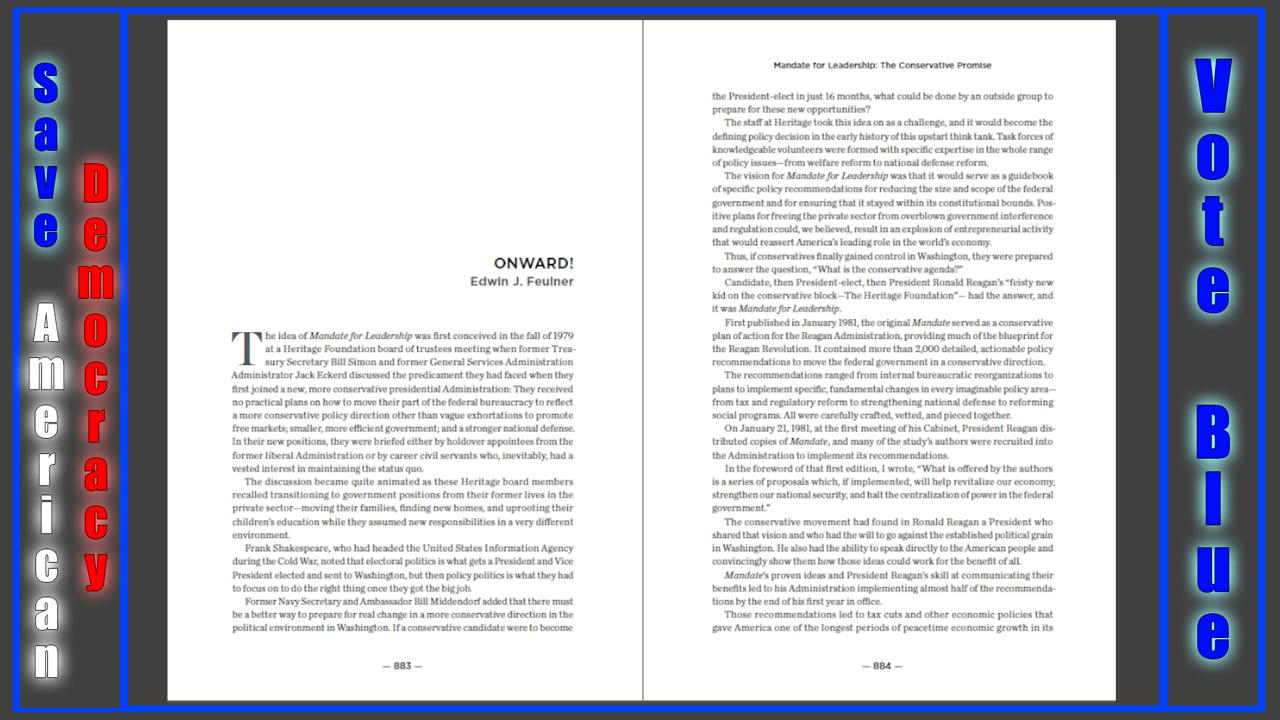 Save
American
Democracy
ONWARD!
Edwin J. Feulner
The idea of Mandate for Leadership was first conceived in the fall of 1979
at a Heritage Foundation board of trustees meeting when former Trea-
sury Secretary Bill Simon and former General Services Administration
Administrator Jack Eckerd discussed the predicament they had faced when they
first joined a new, more conservative presidential Administration: They received
no practical plans on how to move their part of the federal bureaucracy to reflect
a more conservative policy direction other than vague exhortations to promote
free markets; smaller, more efficient government; and a stronger national defense.
In their new positions, they were briefed either by holdover appointees from the
former liberal Administration or by career civil servants who, inevitably, had a
vested interest in maintaining the status quo.
The discussion became quite animated as these Heritage board members
recalled transitioning to government positions from their former lives in the
private sector—moving their families, finding new homes, and uprooting their
children's education while they assumed new responsibilities in a very different
environment.
Frank Shakespeare, who had headed the United States Information Agency
during the Cold War, noted that electoral politics is what gets a President and Vice
President elected and sent to Washington, but then policy politics is what they had
to focus on to do the right thing once they got the big job.
Former Navy Secretary and Ambassador Bill Middendorf added that there must
be a better way to prepare for real change in a more conservative direction in the
political environment in Washington. If a conservative candidate were to become
— 883 —
Mandate for Leadership: The Conservative Promise
the President-elect in just 16 months, what could be done by an outside group to
prepare for these new opportunities?
The staff at Heritage took this idea on as a challenge, and it would become the
defining policy decision in the early history of this upstart think tank. Task forces of
knowledgeable volunteers were formed with specific expertise in the whole range
of policy issues—from welfare reform to national defense reform.
The vision for Mandate for Leadership was that it would serve as a guidebook
of specific policy recommendations for reducing the size and scope of the federal
government and for ensuring that it stayed within its constitutional bounds. Pos-
itive plans for freeing the private sector from overblown government interference
and regulation could, we believed, result in an explosion of entrepreneurial activity
that would reassert America's leading role in the world's economy.
Thus, if conservatives finally gained control in Washington, they were prepared
to answer the question, "What is the conservative agenda?"
Candidate, then President-elect, then President Ronald Reagan's "feisty new
kid on the conservative block—The Heritage Foundation"— had the answer, and
it was Mandate for Leadership.
First published in January 1981, the original Mandate served as a conservative
plan of action for the Reagan Administration, providing much of the blueprint for
the Reagan Revolution. It contained more than 2,000 detailed, actionable policy
recommendations to move the federal government in a conservative direction.
The recommendations ranged from internal bureaucratic reorganizations to
plans to implement specific, fundamental changes in every imaginable policy area—
from tax and regulatory reform to strengthening national defense to reforming
social programs. All were carefully crafted, vetted, and pieced together.
On January 21, 1981, at the first meeting of his Cabinet, President Reagan dis-
tributed copies of Mandate, and many of the study's authors were recruited into
the Administration to implement its recommendations.
In the foreword of that first edition, I wrote, "What is offered by the authors
is a series of proposals which, if implemented, will help revitalize our economy,
strengthen our national security, and halt the centralization of power in the federal
government."
The conservative movement had found in Ronald Reagan a President who
shared that vision and who had the will to go against the established political grain
in Washington. He also had the ability to speak directly to the American people and
convincingly show them how those ideas could work for the benefit of all.
Mandate's proven ideas and President Reagan's skill at communicating their
benefits led to his Administration implementing almost half of the recommenda-
tions by the end of his first year in office.
Those recommendations led to tax cuts and other economic policies that
gave America one of the longest periods of peacetime economic growth in its
— 884 —
Vote
Blue